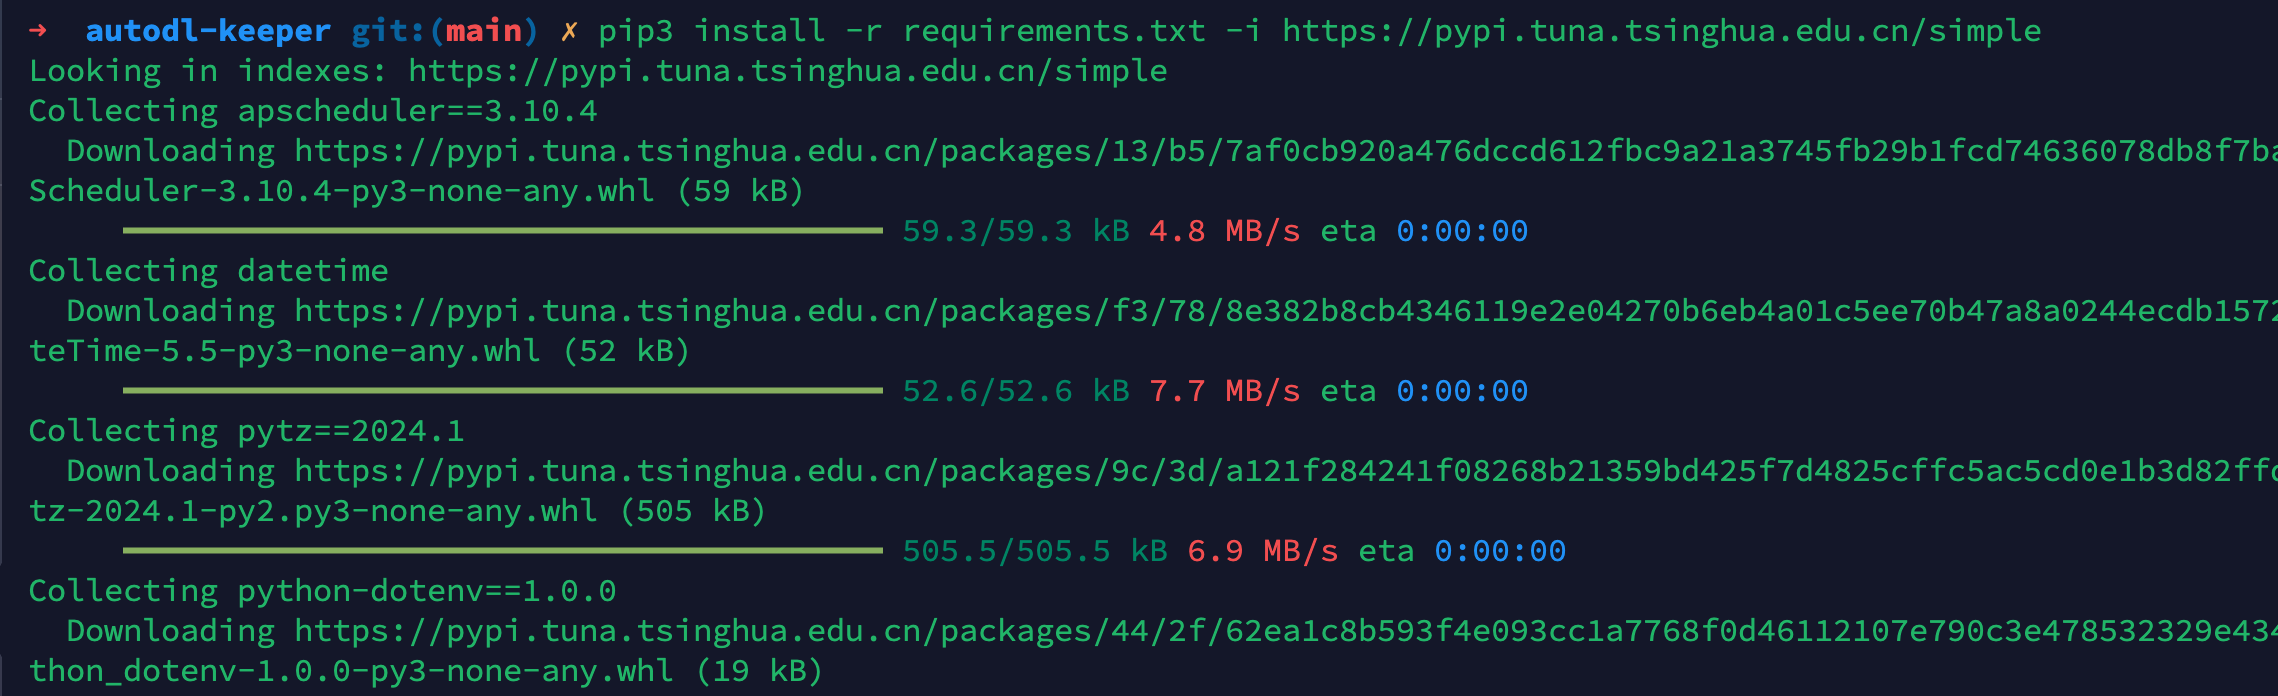 →  autodl-keeper git:(main) ✗ pip3 install -r requirements.txt -i https://pypi.tuna.tsinghua.edu.cn/simple
Looking in indexes: https://pypi.tuna.tsinghua.edu.cn/simple
Collecting apscheduler==3.10.4
  Downloading https://pypi.tuna.tsinghua.edu.cn/packages/13/b5/7af0cb920a476dccd612fbc9a21a3745fb29b1fcd74636078db8f7ba
Scheduler-3.10.4-py3-none-any.whl (59 kB)
59.3/59.3 kB 4.8 MB/s eta 0:00:00
Collecting datetime
  Downloading https://pypi.tuna.tsinghua.edu.cn/packages/f3/78/8e382b8cb4346119e2e04270b6eb4a01c5ee70b47a8a0244ecdb1572
teTime-5.5-py3-none-any.whl (52 kB)
52.6/52.6 kB 7.7 MB/s eta 0:00:00
Collecting pytz==2024.1
  Downloading https://pypi.tuna.tsinghua.edu.cn/packages/9c/3d/a121f284241f08268b21359bd425f7d4825cffc5ac5cd0e1b3d82ff
tz-2024.1-py2.py3-none-any.whl (505 kB)
505.5/505.5 kB 6.9 MB/s eta 0:00:00
Collecting python-dotenv==1.0.0
  Downloading https://pypi.tuna.tsinghua.edu.cn/packages/44/2f/62ea1c8b593f4e093cc1a7768f0d46112107e790c3e478532329e434
thon_dotenv-1.0.0-py3-none-any.whl (19 kB)